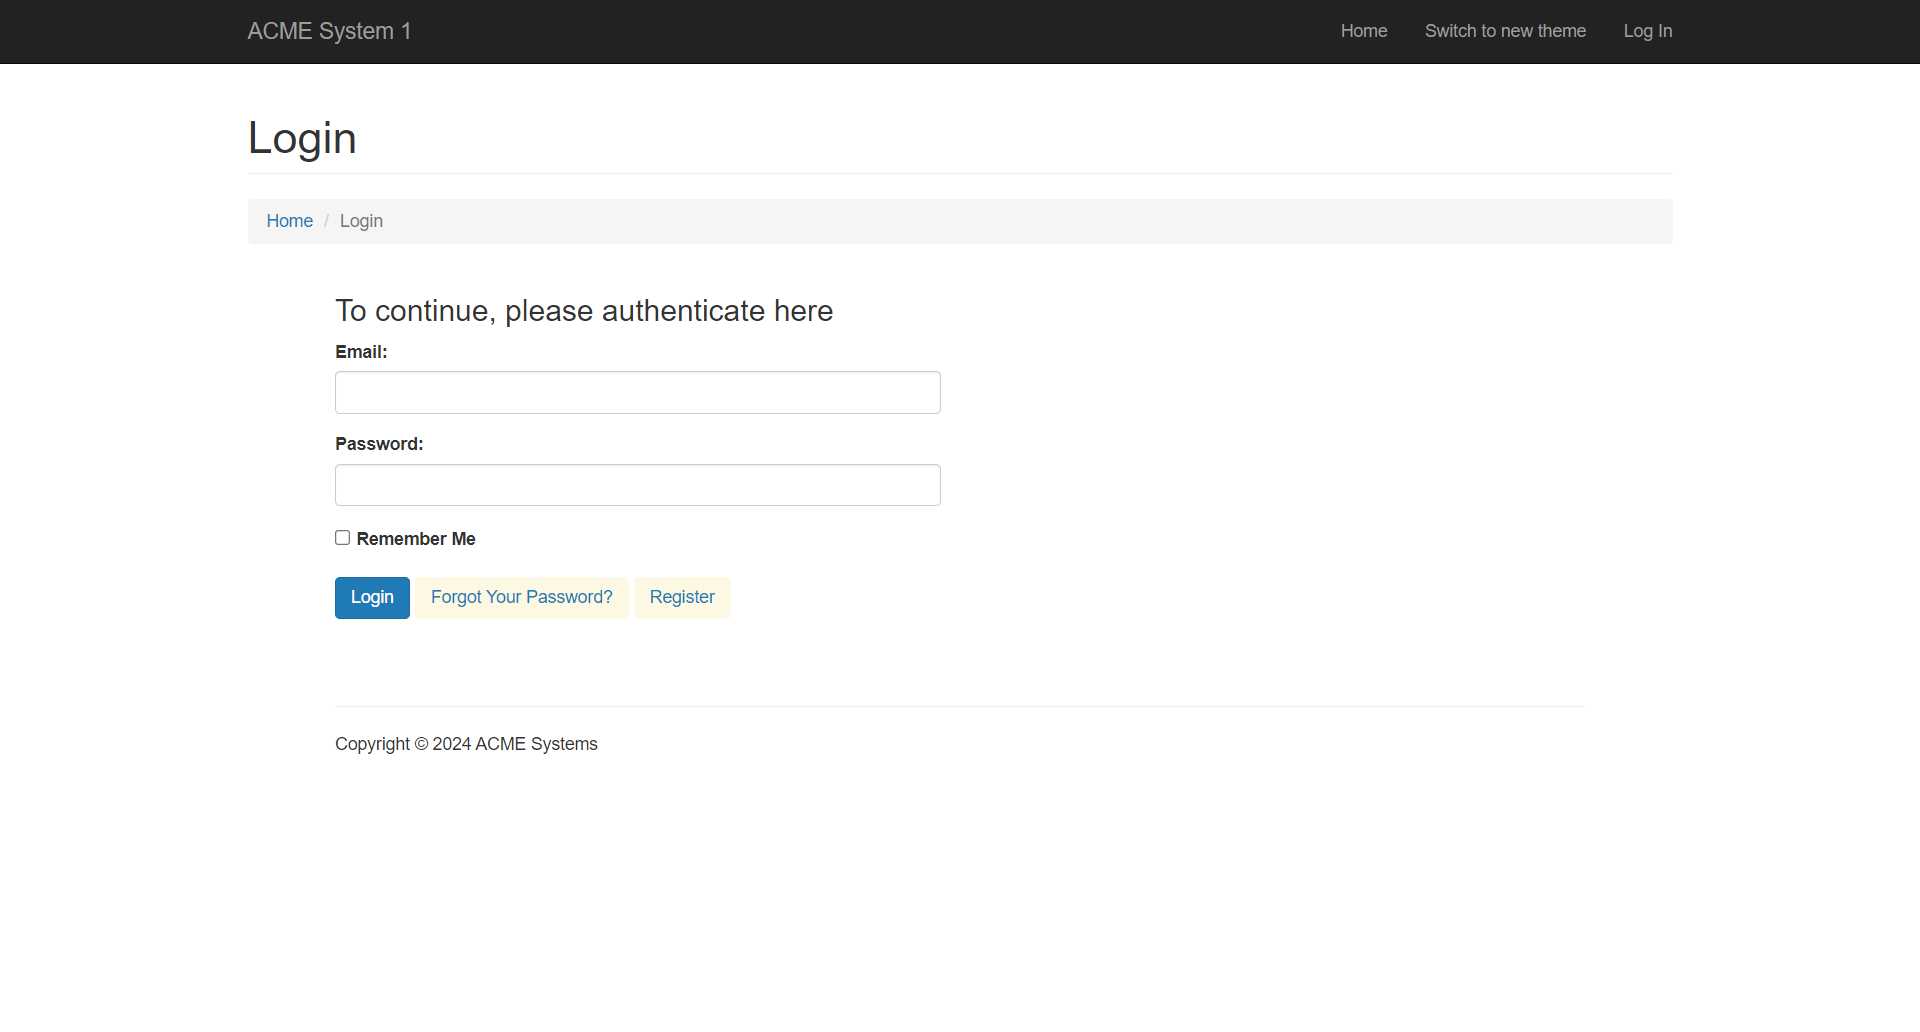 ACME System 1 Home Switch to new theme Log In
Login
Home / Login
To continue, please authenticate here
Email:
Password:
Remember Me
Login Forgot Your Password? Register
Copyright © 2024 ACME Systems